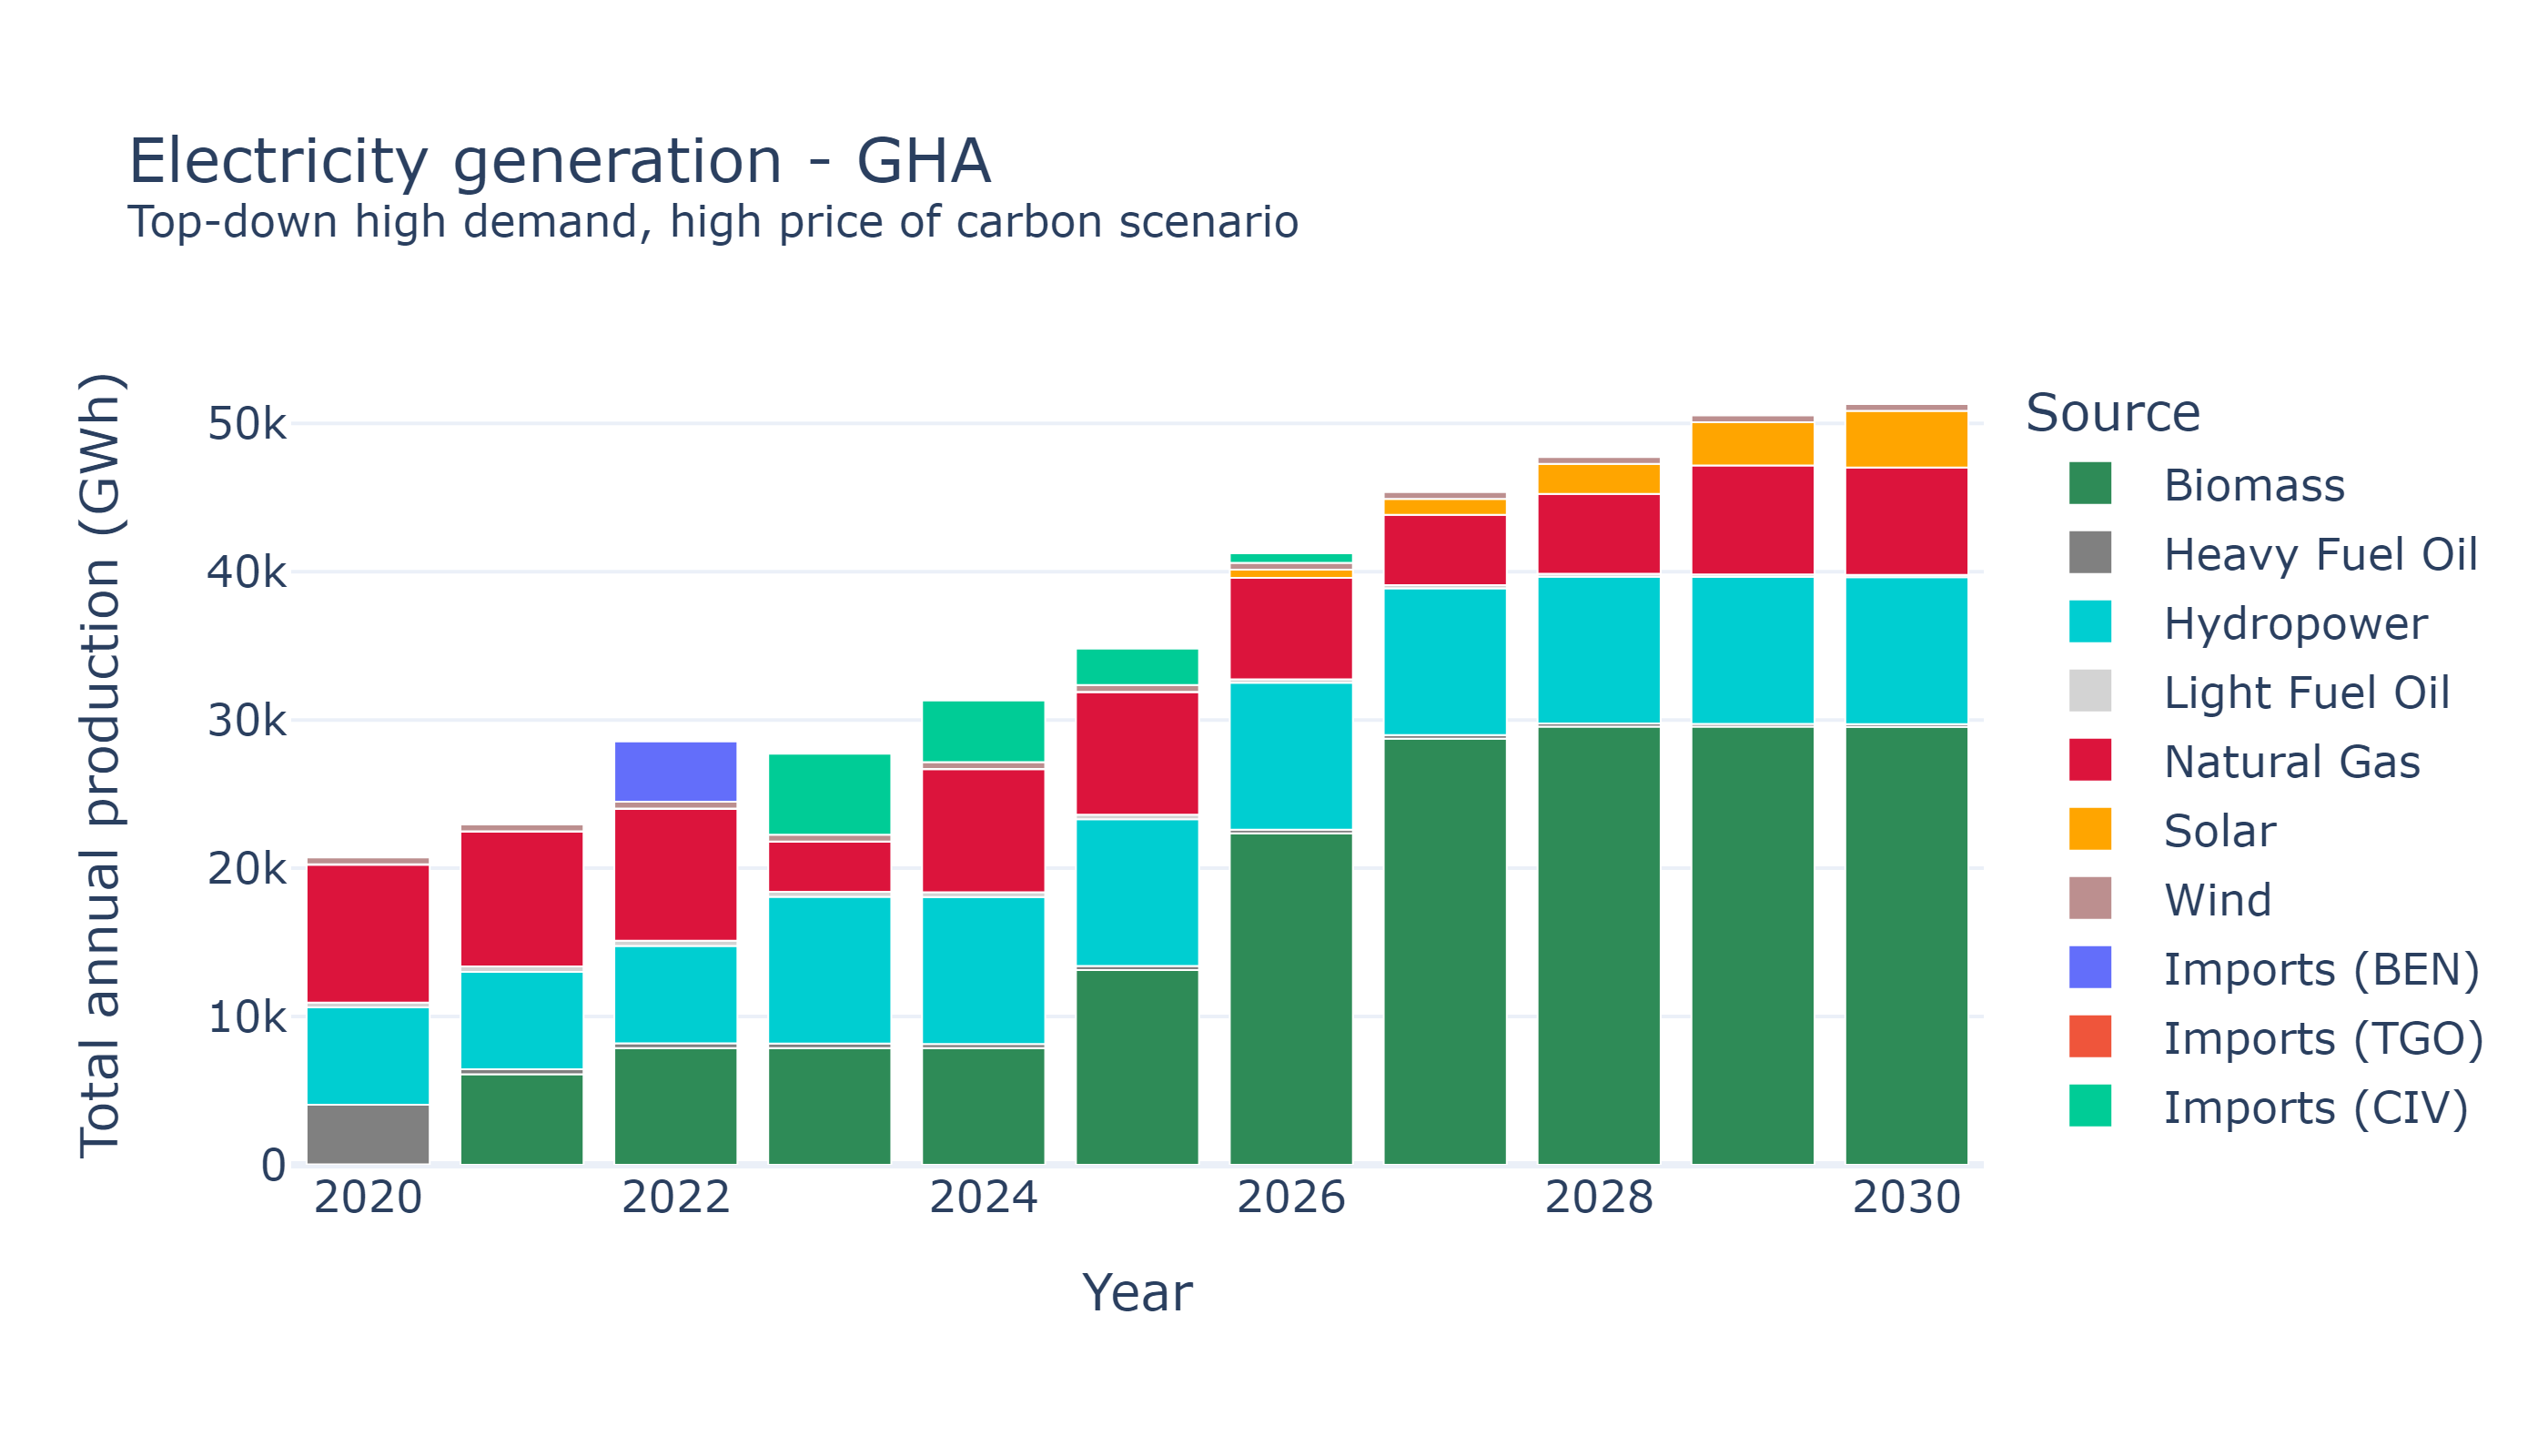 Electricity generation - GHA
Top-down high demand, high price of carbon scenario
Total annual production (GWh)
50k
40k
30k
20k
10k
0
2020
2022
2024
2026
2028
2030
Year
Source
Biomass
Heavy Fuel Oil
Hydropower
Light Fuel Oil
Natural Gas
Solar
Wind
Imports (BEN)
Imports (TGO)
Imports (CIV)